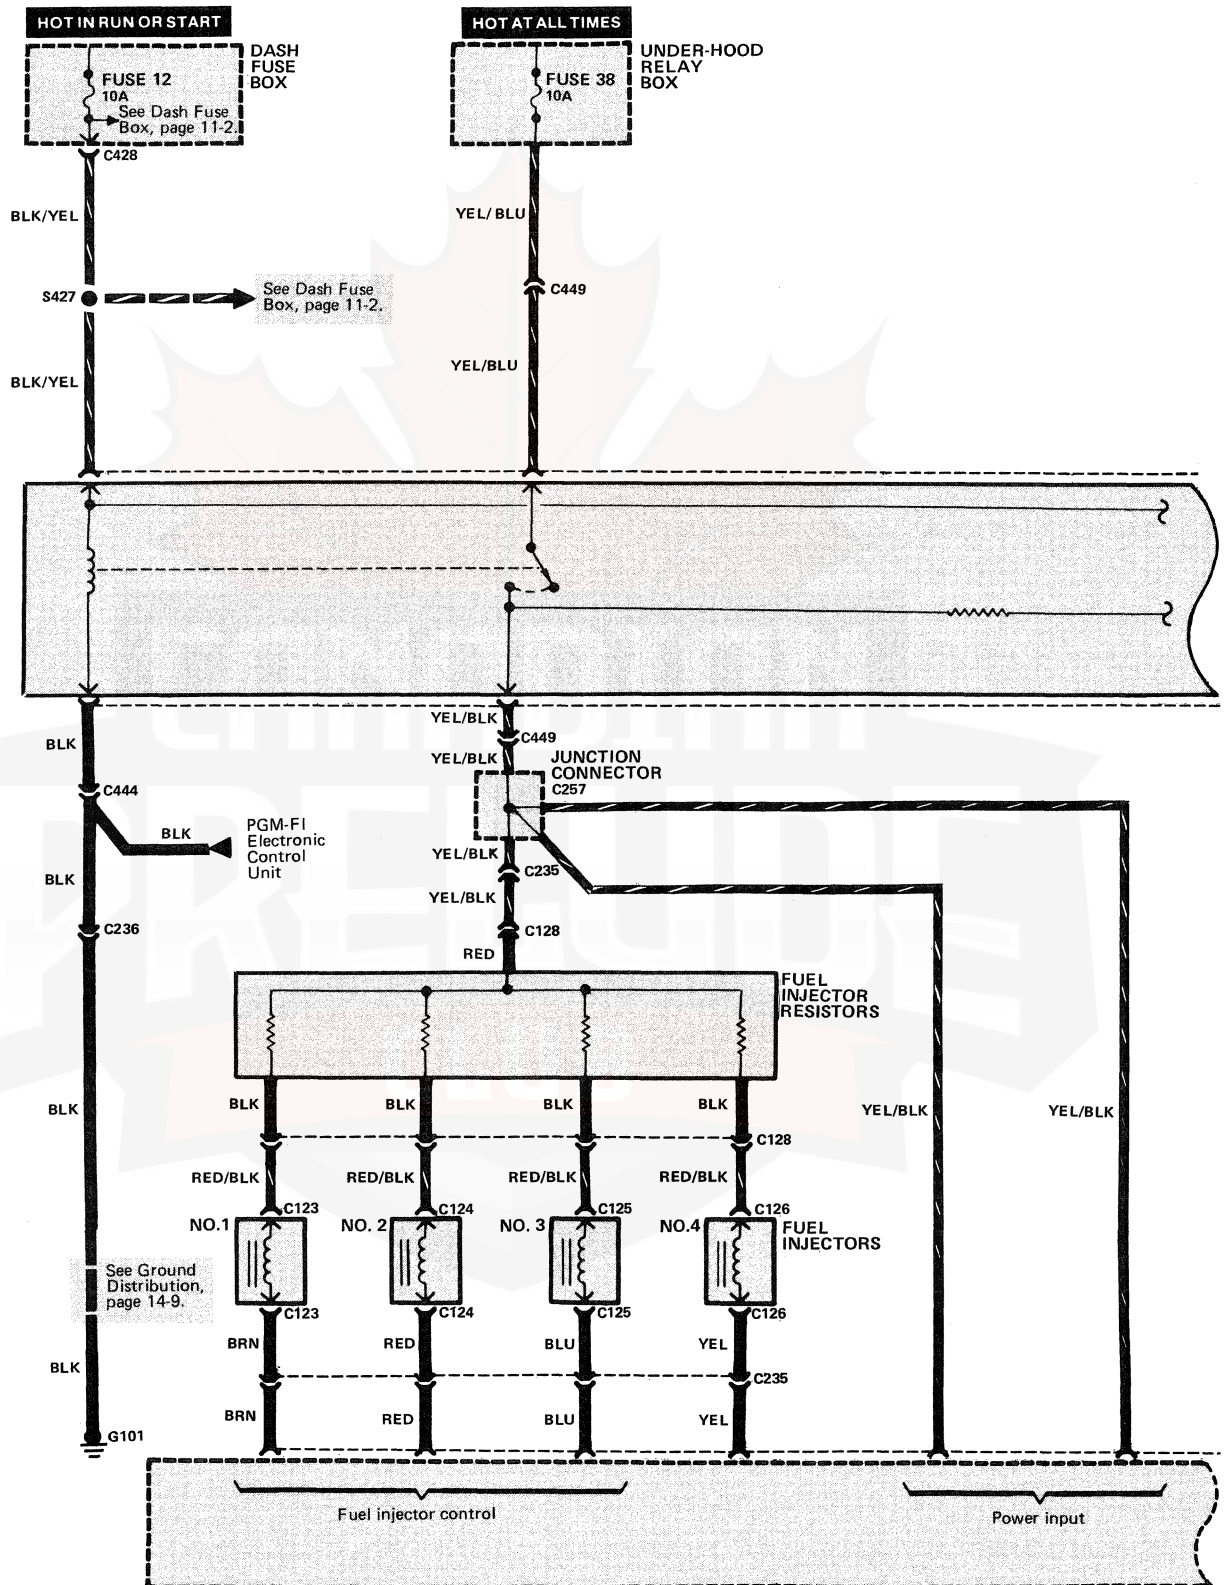 HOT IN RUN OR START
HOT AT ALL TIMES
DASH
FUSE
BOX
FUSE 12
10A
See Dash Fuse
Box, page 11-2.
UNDER-HOOD
RELAY
BOX
FUSE 38
10A
C428
BLK/YEL
YEL/BLU
S427
See Dash Fuse
Box, page 11-2.
C449
BLK/YEL
YEL/BLU
YEL/BLK
C449
BLK
YEL/BLK
JUNCTION
CONNECTOR
C257
C444
BLK
PGM-FI
Electronic
Control
Unit
YEL/BLK
C235
BLK
YEL/BLK
C236
C128
RED
FUEL
INJECTOR
RESISTORS
CANADIAN
PRELUDE
CLUB
BLK
BLK
BLK
BLK
BLK
YEL/BLK
YEL/BLK
C128
RED/BLK
RED/BLK
RED/BLK
RED/BLK
C123
C124
C125
C126
NO.1
NO. 2
NO. 3
NO.4
FUEL
INJECTORS
See Ground
Distribution,
page 14-9.
C123
C124
C125
C126
BRN
RED
BLU
YEL
BLK
C235
BRN
RED
BLU
YEL
G101
Fuel injector control
Power input